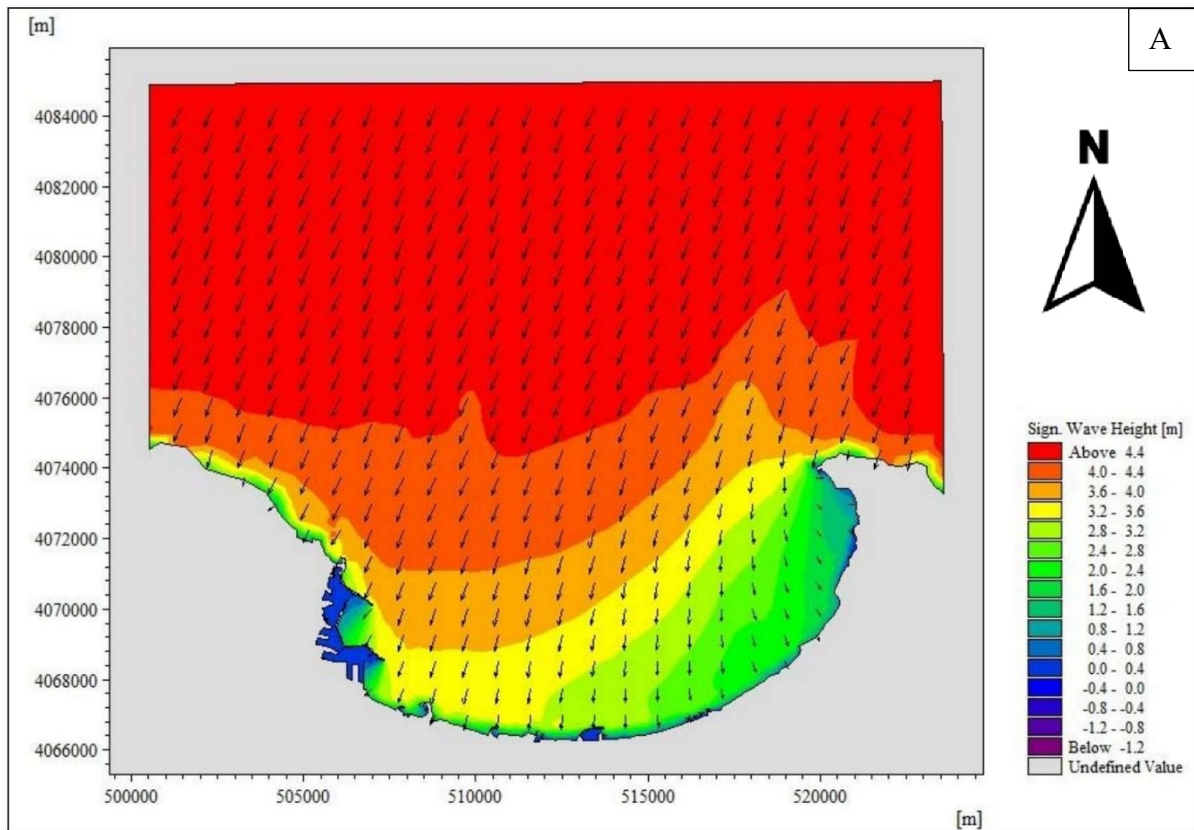 [m]
A
4084000
4082000
4080000
4078000
4076000
4074000
4072000
4070000
4068000
4066000
500000 505000 510000 515000 520000
[m]
N
Sign. Wave Height [m]
Above 4.4
4.0 - 4.4
3.6 - 4.0
3.2 - 3.6
2.8 - 3.2
2.4 - 2.8
2.0 - 2.4
1.6 - 2.0
1.2 - 1.6
0.8 - 1.2
0.4 - 0.8
0.0 - 0.4
-0.4 - 0.0
-0.8 - -0.4
-1.2 - -0.8
Below -1.2
Undefined Value